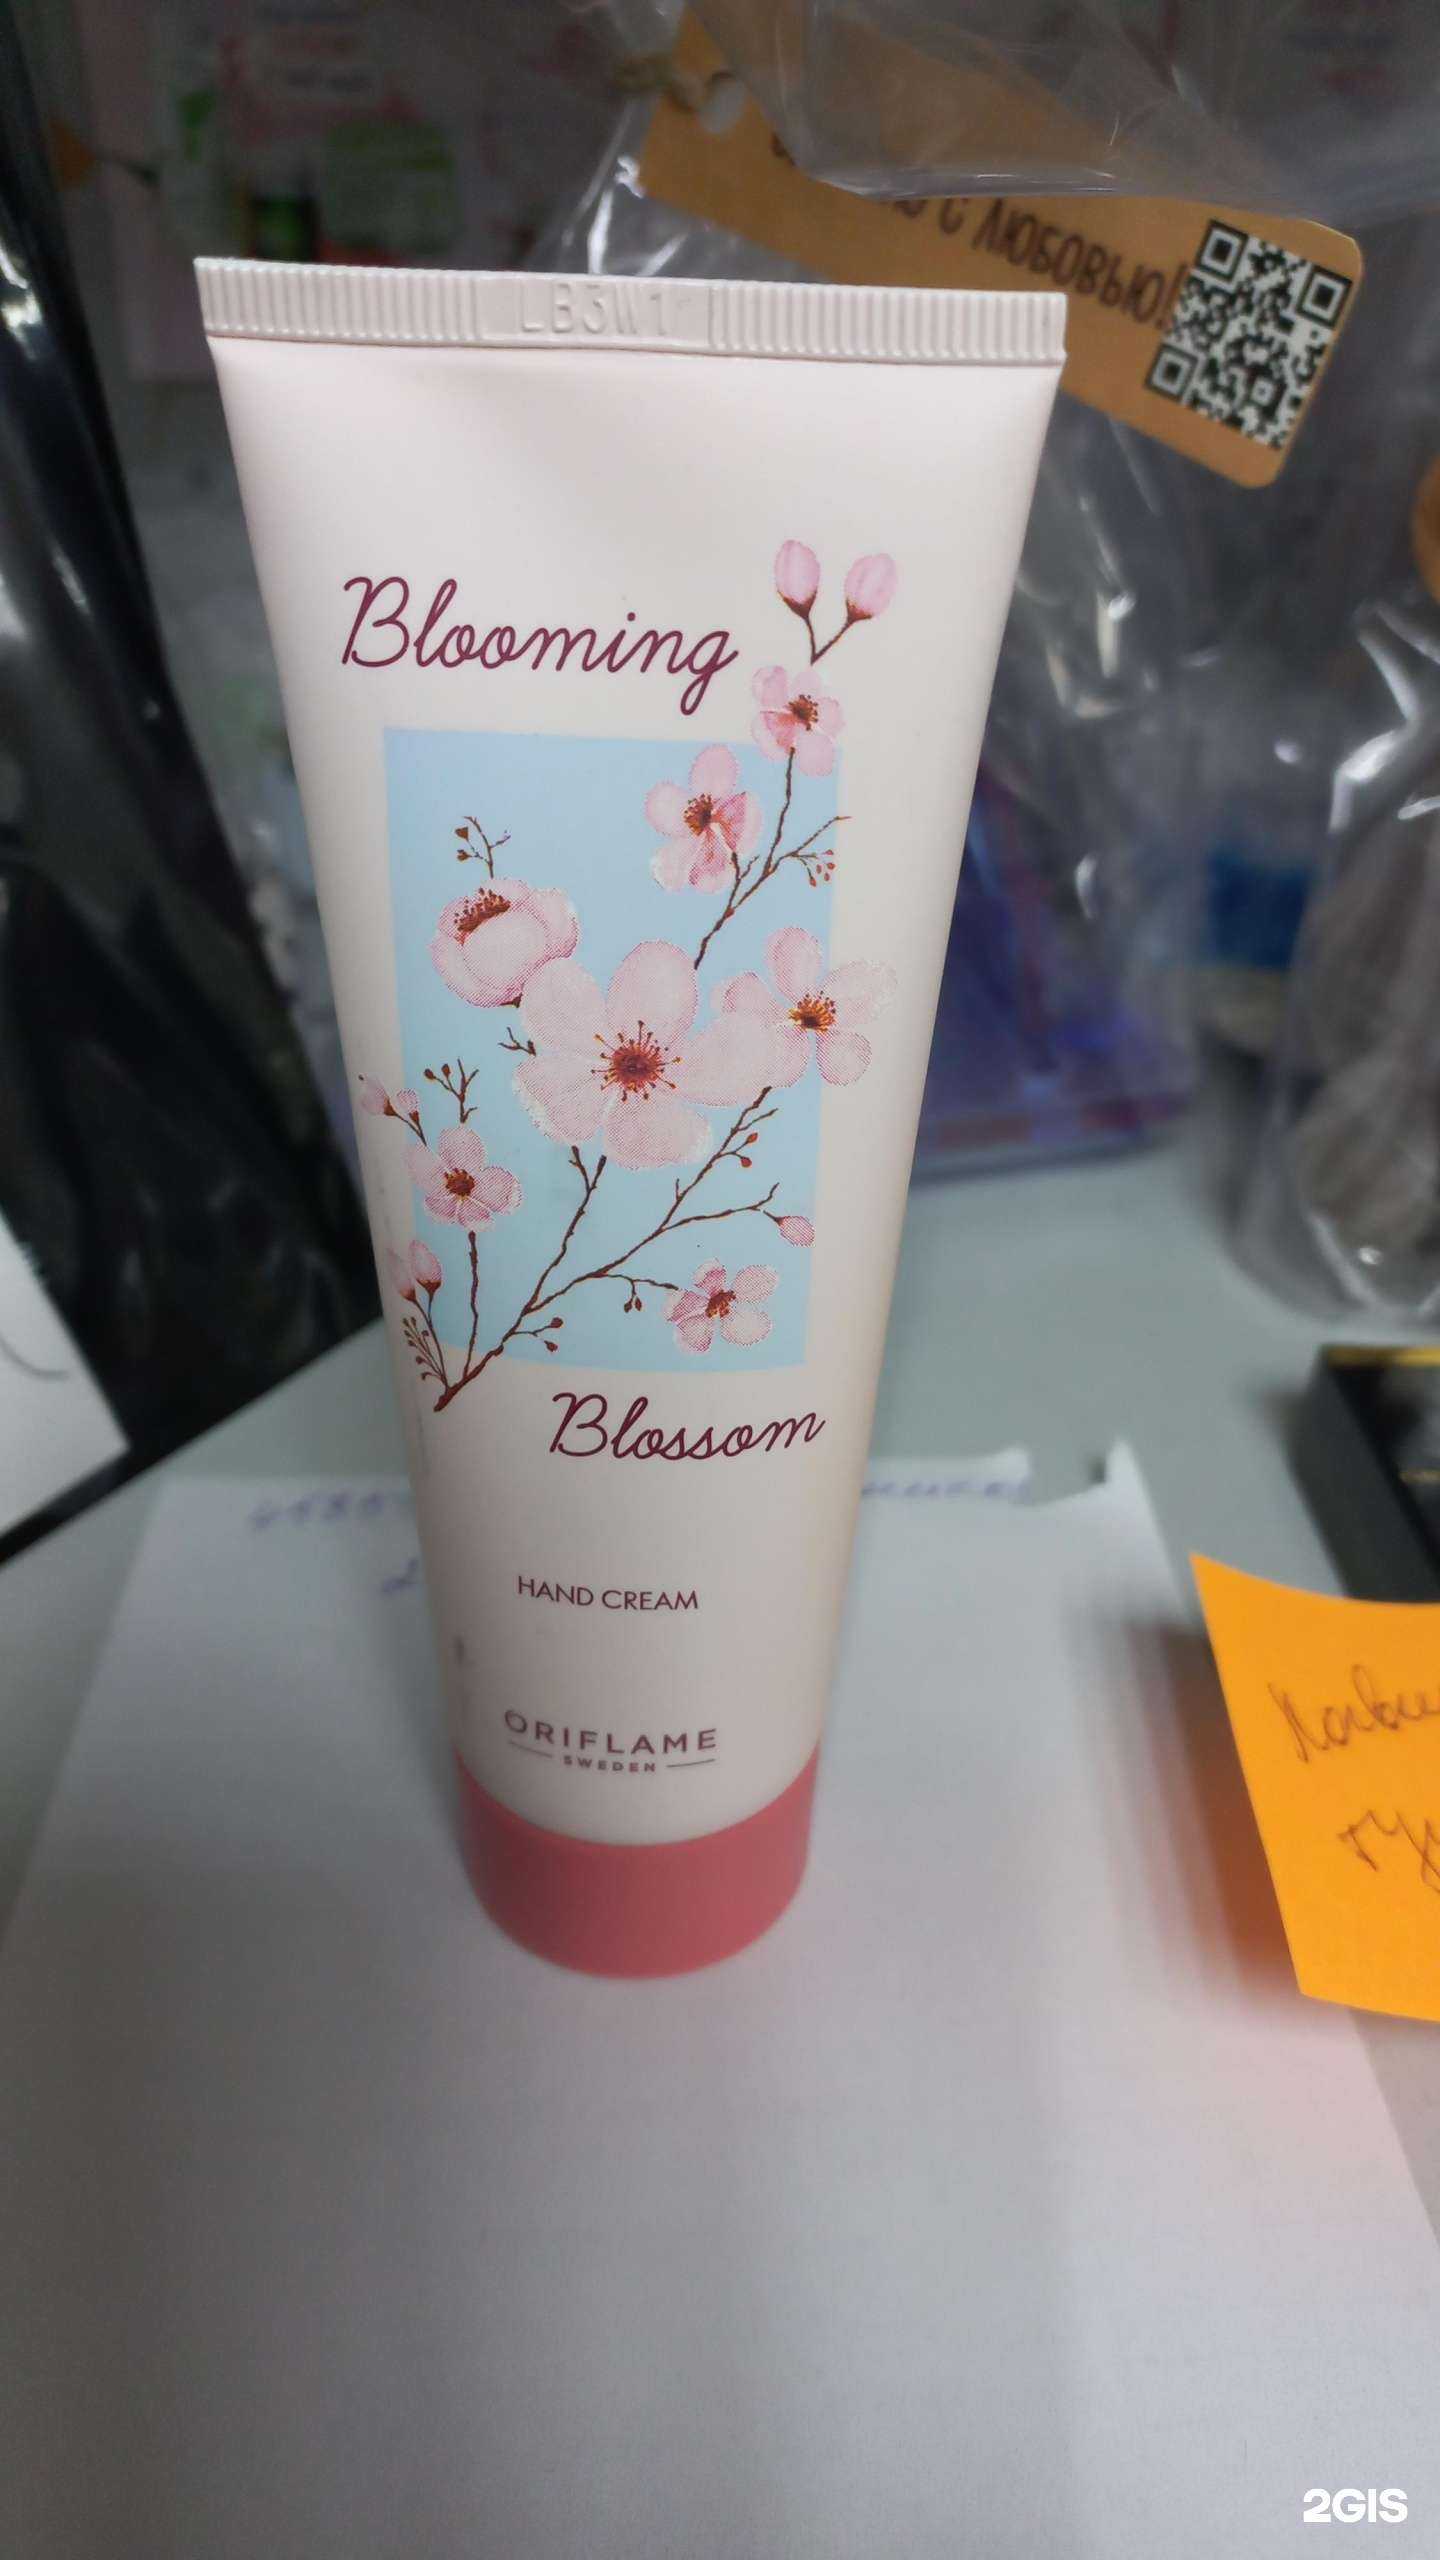 С ЛЮБОВЬЮ!
LB3W1
Blooming
Blossom
HAND CREAM
ORIFLAME
SWEDEN
2GIS